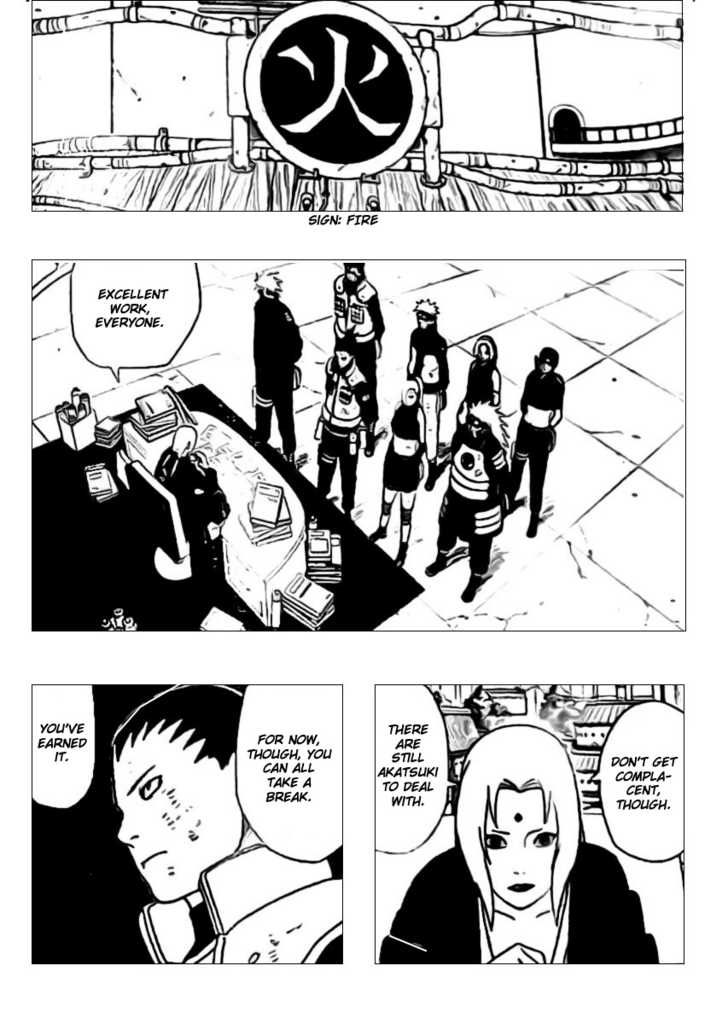 火
SIGN: FIRE
EXCELLENT
WORK,
EVERYONE.
DON'T GET
COMPLA-
CENT,
THOUGH.
THERE
ARE
STILL
AKATSUKI
TO DEAL
WITH.
FOR NOW,
THOUGH, YOU
CAN ALL
TAKE A
BREAK.
YOU'VE
EARNED
IT.